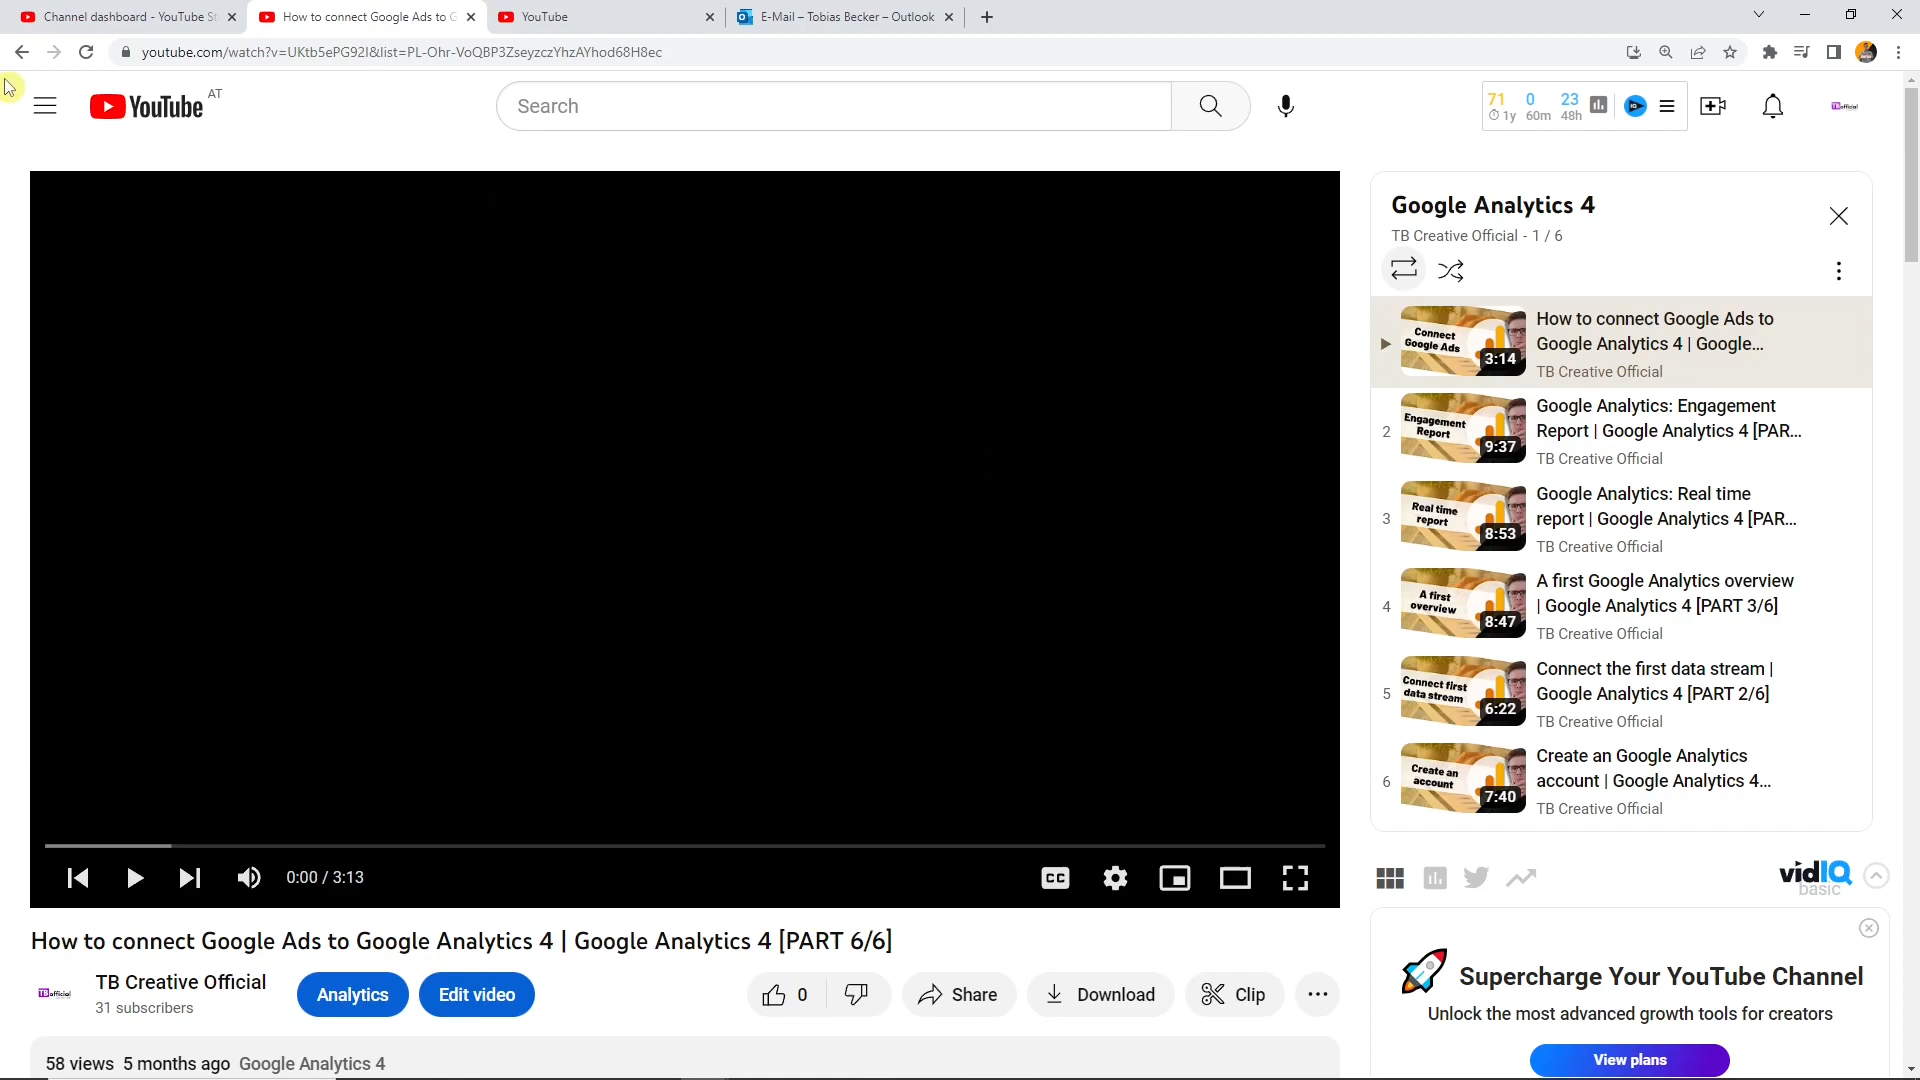 Channel dashboard - YouTube St
How to connect Google Ads to G
YouTube
E-Mail – Tobias Becker – Outlook
youtube.com/watch?v=UKtb5ePG92I&list=PL-Ohr-VoQBP3ZseyzczYhzAYhod68H8ec
YouTube AT
Search
71 0 23
1y 60m 48h
TBofficial
Google Analytics 4
TB Creative Official - 1 / 6
Connect Google Ads
3:14
How to connect Google Ads to
Google Analytics 4 | Google...
TB Creative Official
2
Engagement Report
9:37
Google Analytics: Engagement
Report | Google Analytics 4 [PAR...
TB Creative Official
3
Real time report
8:53
Google Analytics: Real time
report | Google Analytics 4 [PAR...
TB Creative Official
4
A first overview
8:47
A first Google Analytics overview
| Google Analytics 4 [PART 3/6]
TB Creative Official
5
Connect first data stream
6:22
Connect the first data stream |
Google Analytics 4 [PART 2/6]
TB Creative Official
6
Create an account
7:40
Create an Google Analytics
account | Google Analytics 4...
TB Creative Official
CC
0:00 / 3:13
How to connect Google Ads to Google Analytics 4 | Google Analytics 4 [PART 6/6]
TBofficial
TB Creative Official
31 subscribers
Analytics
Edit video
0
Share
Download
Clip
58 views 5 months ago Google Analytics 4
vidIQ
basic
Supercharge Your YouTube Channel
Unlock the most advanced growth tools for creators
View plans